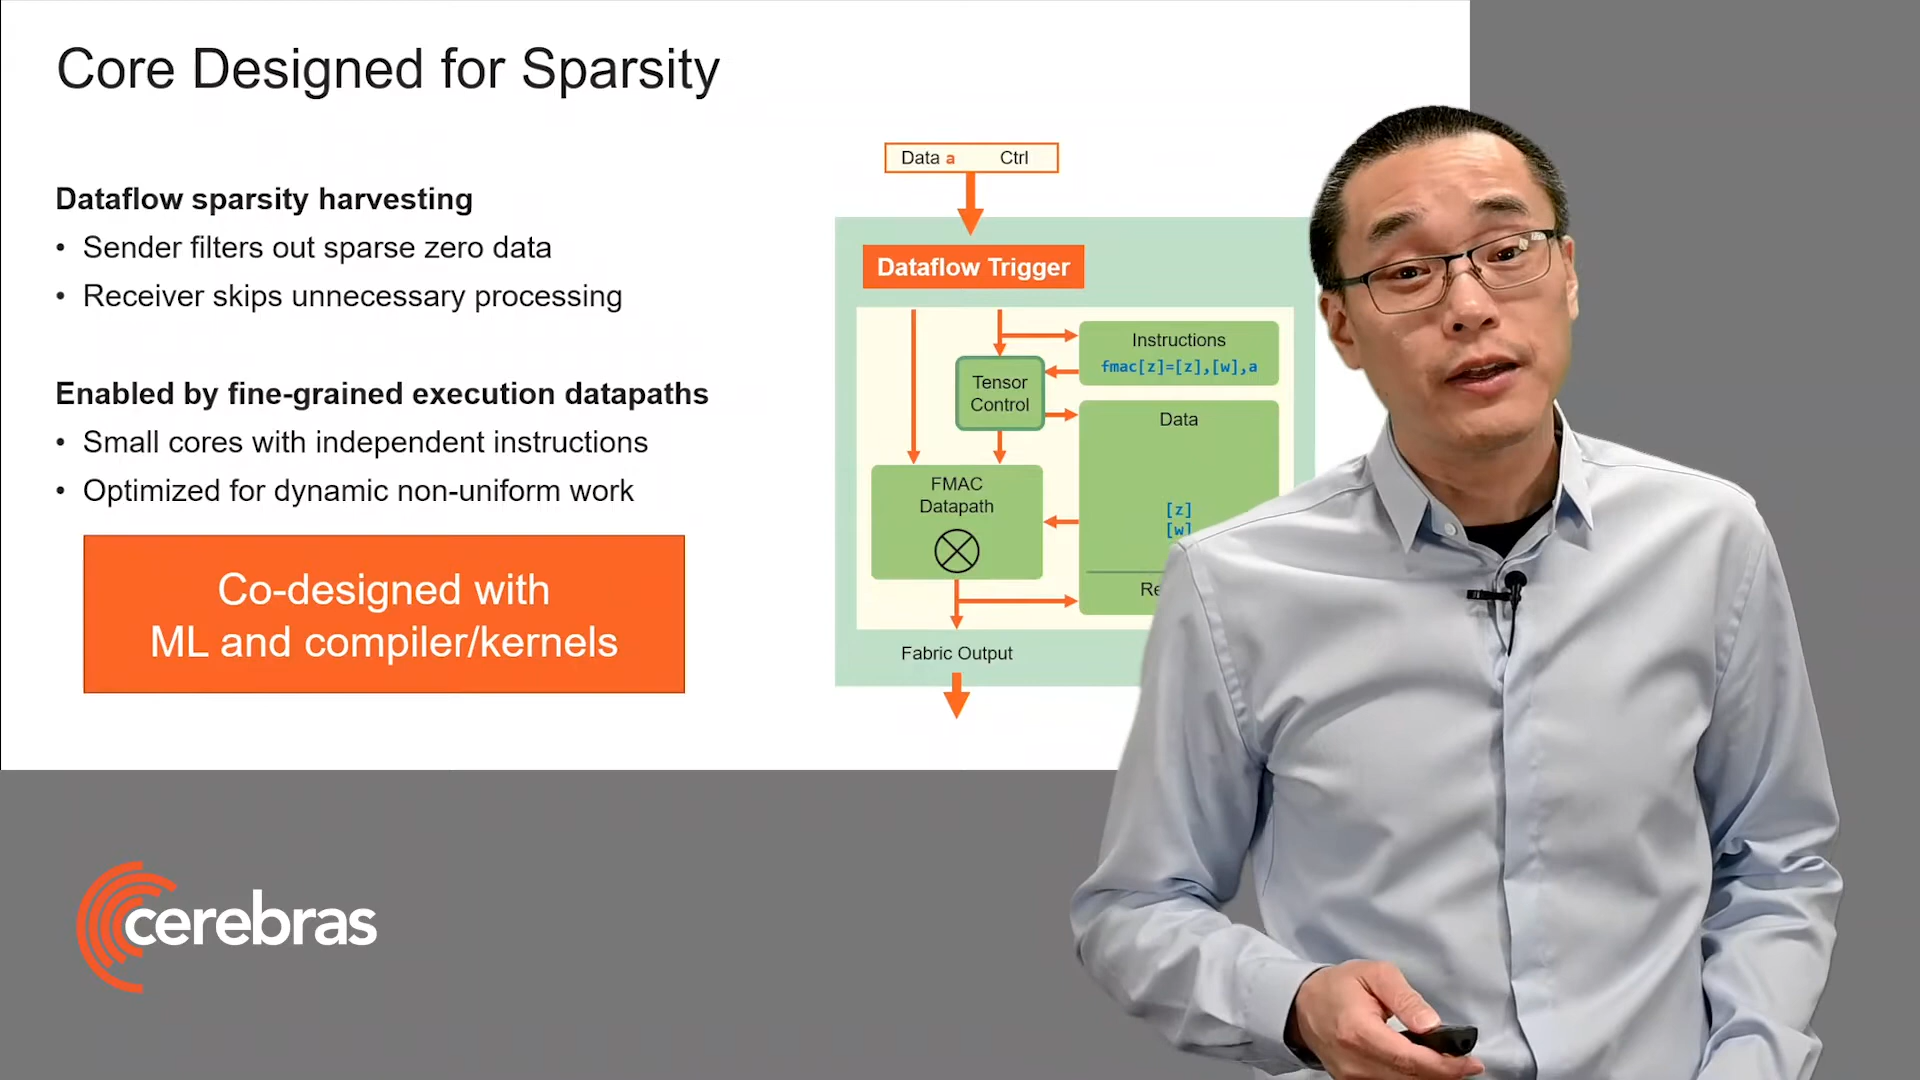 Core Designed for Sparsity
Dataflow sparsity harvesting
• Sender filters out sparse zero data
• Receiver skips unnecessary processing
Enabled by fine-grained execution datapaths
• Small cores with independent instructions
• Optimized for dynamic non-uniform work
Co-designed with
ML and compiler/kernels
Data a Ctrl
Dataflow Trigger
Instructions
fmac[z]=[z],[w],a
Tensor
Control
Data
FMAC
Datapath
[z]
[w]
Fabric Output
cerebras